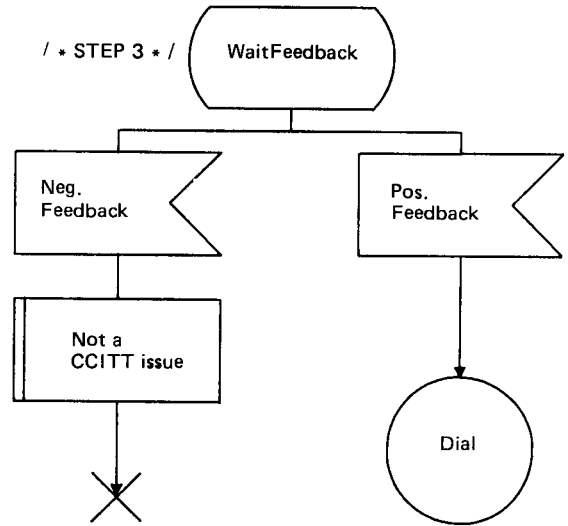 / * STEP 3 * /
WaitFeedback
Neg.
Feedback
Pos.
Feedback
Not a
CCITT issue
Dial